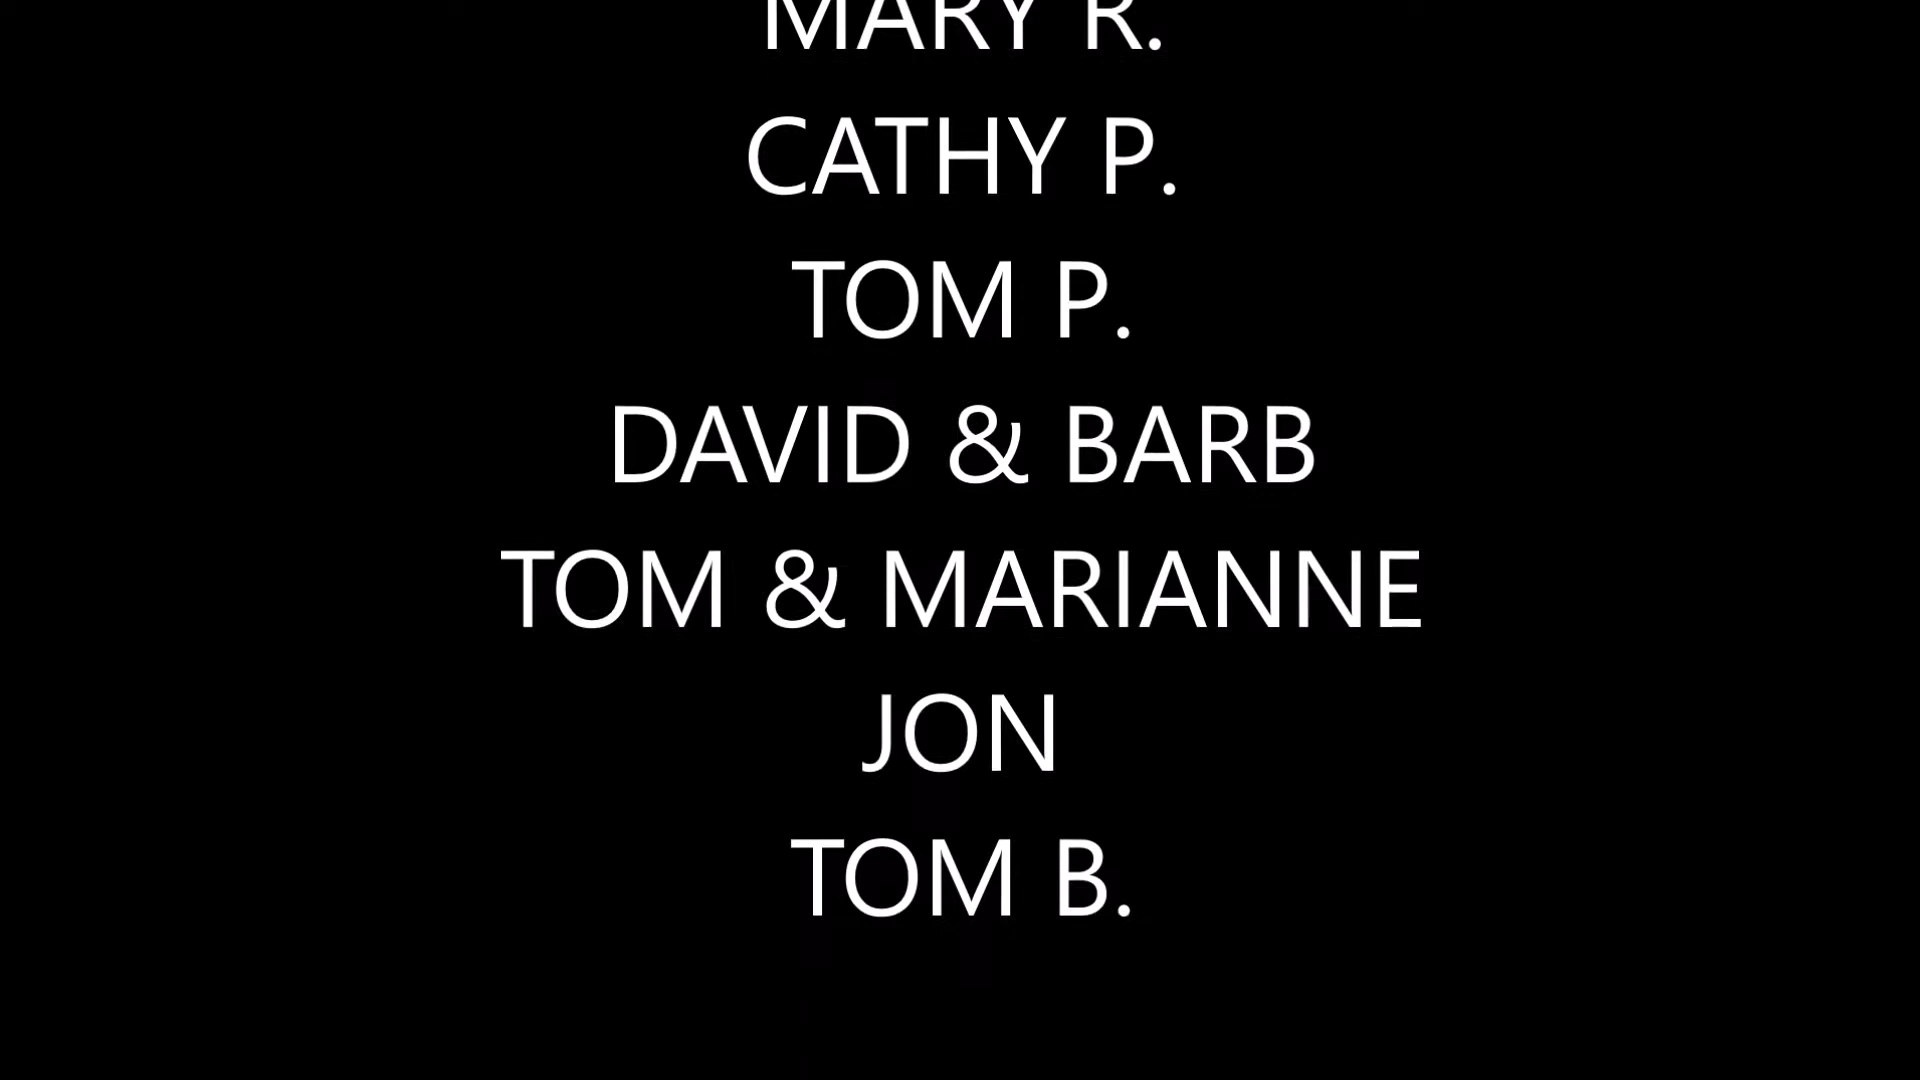 MARY R.
CATHY P.
TOM P.
DAVID & BARB
TOM & MARIANNE
JON
TOM B.